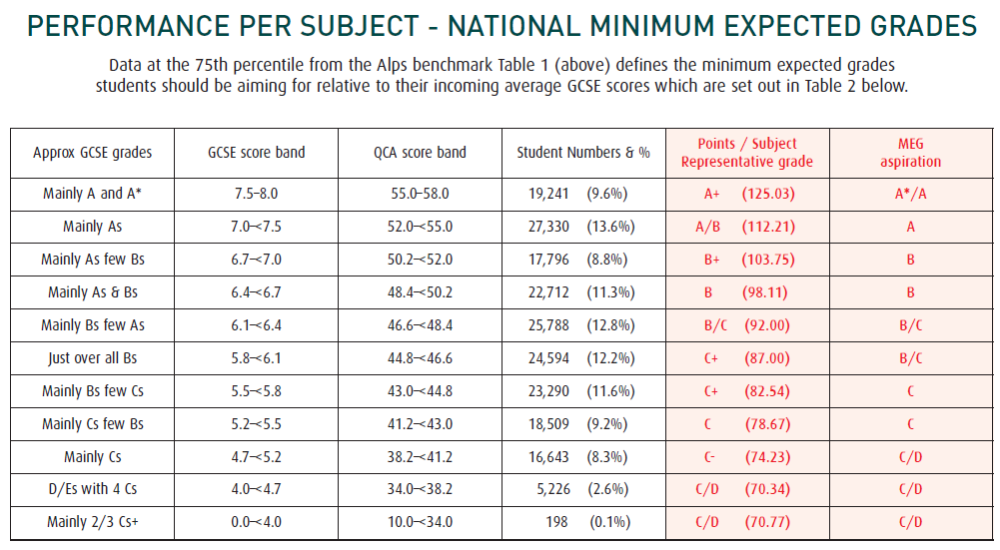 PERFORMANCE PER SUBJECT - NATIONAL MINIMUM EXPECTED GRADES
Data at the 75th percentile from the Alps benchmark Table 1 (above) defines the minimum expected grades
students should be aiming for relative to their incoming average GCSE scores which are set out in Table 2 below.
Approx GCSE grades GCSE score band QCA score band Student Numbers & % Points / Subject Representative grade MEG aspiration
Mainly A and A* 7.5–8.0 55.0–58.0 19,241 (9.6%) A+ (125.03) A*/A
Mainly As 7.0–<7.5 52.0–<55.0 27,330 (13.6%) A/B (112.21) A
Mainly As few Bs 6.7–<7.0 50.2–<52.0 17,796 (8.8%) B+ (103.75) B
Mainly As & Bs 6.4–<6.7 48.4–<50.2 22,712 (11.3%) B (98.11) B
Mainly Bs few As 6.1–<6.4 46.6–<48.4 25,788 (12.8%) B/C (92.00) B/C
Just over all Bs 5.8–<6.1 44.8–<46.6 24,594 (12.2%) C+ (87.00) B/C
Mainly Bs few Cs 5.5–<5.8 43.0–<44.8 23,290 (11.6%) C+ (82.54) C
Mainly Cs few Bs 5.2–<5.5 41.2–<43.0 18,509 (9.2%) C (78.67) C
Mainly Cs 4.7–<5.2 38.2–<41.2 16,643 (8.3%) C- (74.23) C/D
D/Es with 4 Cs 4.0–<4.7 34.0–<38.2 5,226 (2.6%) C/D (70.34) C/D
Mainly 2/3 Cs+ 0.0–<4.0 10.0–<34.0 198 (0.1%) C/D (70.77) C/D